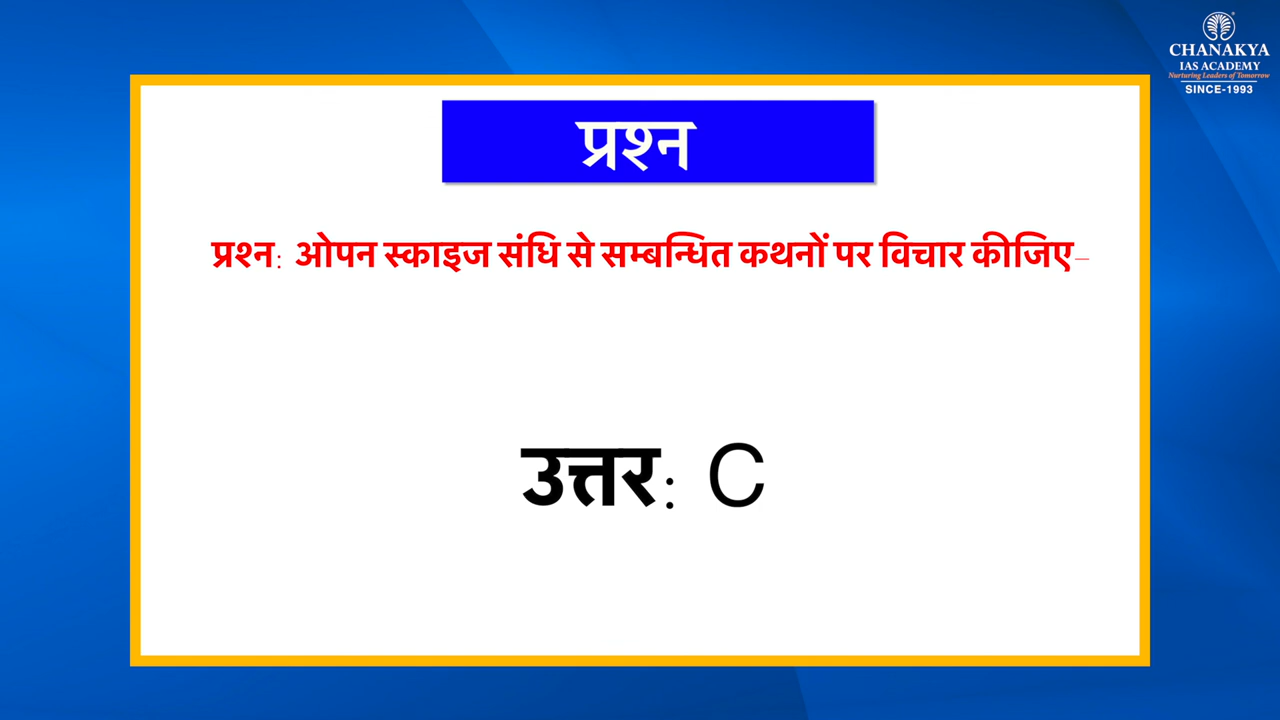 CHANAKYA
IAS ACADEMY
Nurturing Leaders of Tomorrow
SINCE-1993
प्रश्न
प्रश्न: ओपन स्काइज संधि से सम्बन्धित कथनों पर विचार कीजिए–
उत्तर: C